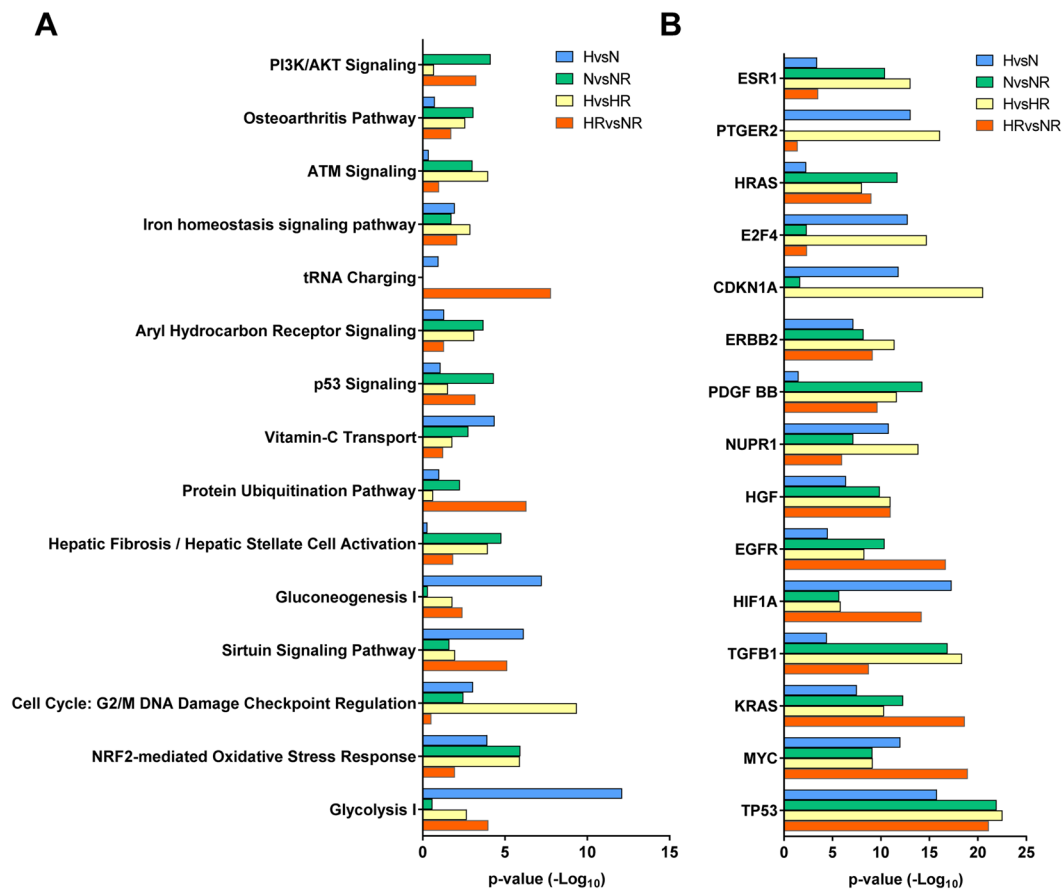 A
PI3K/AKT Signaling
Osteoarthritis Pathway
ATM Signaling
Iron homeostasis signaling pathway
tRNA Charging
Aryl Hydrocarbon Receptor Signaling
p53 Signaling
Vitamin-C Transport
Protein Ubiquitination Pathway
Hepatic Fibrosis / Hepatic Stellate Cell Activation
Gluconeogenesis I
Sirtuin Signaling Pathway
Cell Cycle: G2/M DNA Damage Checkpoint Regulation
NRF2-mediated Oxidative Stress Response
Glycolysis I
HvsN
NvsNR
HvsHR
HRvsNR
0 5 10 15
p-value (-Log10)
B
ESR1
PTGER2
HRAS
E2F4
CDKN1A
ERBB2
PDGF BB
NUPR1
HGF
EGFR
HIF1A
TGFB1
KRAS
MYC
TP53
HvsN
NvsNR
HvsHR
HRvsNR
0 5 10 15 20 25
p-value (-Log10)